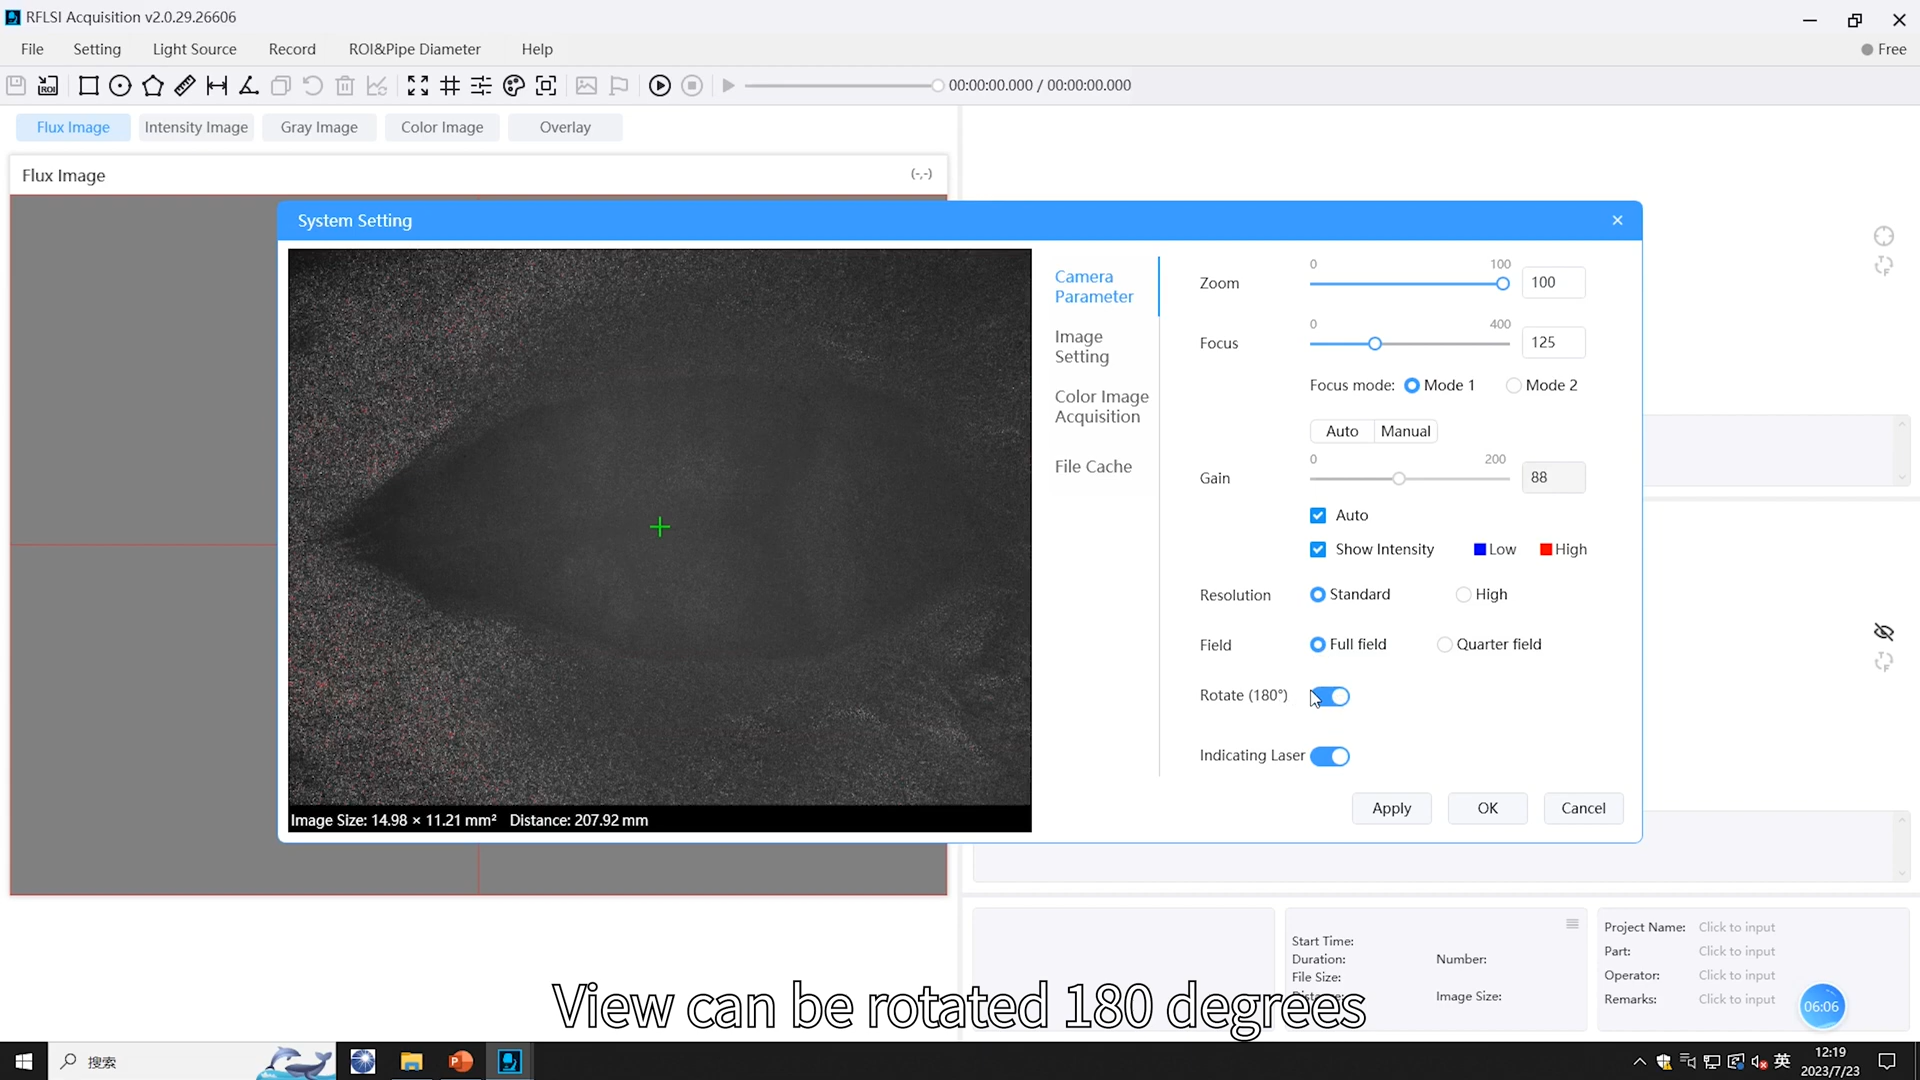 RFLSI Acquisition v2.0.29.26606
File Setting Light Source Record ROI&Pipe Diameter Help Free
ROI 00:00:00.000 / 00:00:00.000
Flux Image Intensity Image Gray Image Color Image Overlay
Flux Image (-,-)
System Setting
Camera
Parameter
Image
Setting
Color Image
Acquisition
File Cache
0 100
Zoom 100
0 400
Focus 125
Focus mode: Mode 1 Mode 2
Auto Manual
0 200
Gain 88
Auto
Show Intensity Low High
Resolution Standard High
Field Full field Quarter field
Rotate (180°)
Indicating Laser
Apply OK Cancel
Image Size: 14.98 × 11.21 mm² Distance: 207.92 mm
Start Time:
Duration: Number:
File Size:
Image Size:
Project Name: Click to input
Part: Click to input
Operator: Click to input
Remarks: Click to input
06:06
View can be rotated 180 degrees
搜索
英
12:19
2023/7/23